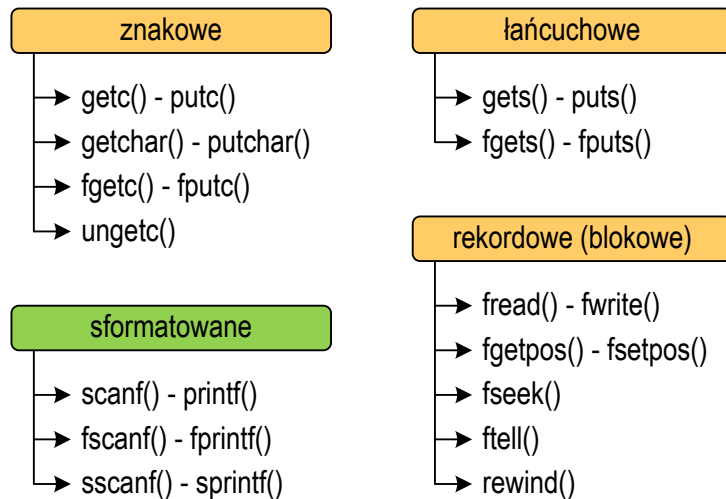 znakowe
getc() - putc()
getchar() - putchar()
fgetc() - fputc()
ungetc()
sformatowane
scanf() - printf()
fscanf() - fprintf()
sscanf() - sprintf()
łańcuchowe
gets() - puts()
fgets() - fputs()
rekordowe (blokowe)
fread() - fwrite()
fgetpos() - fsetpos()
fseek()
ftell()
rewind()